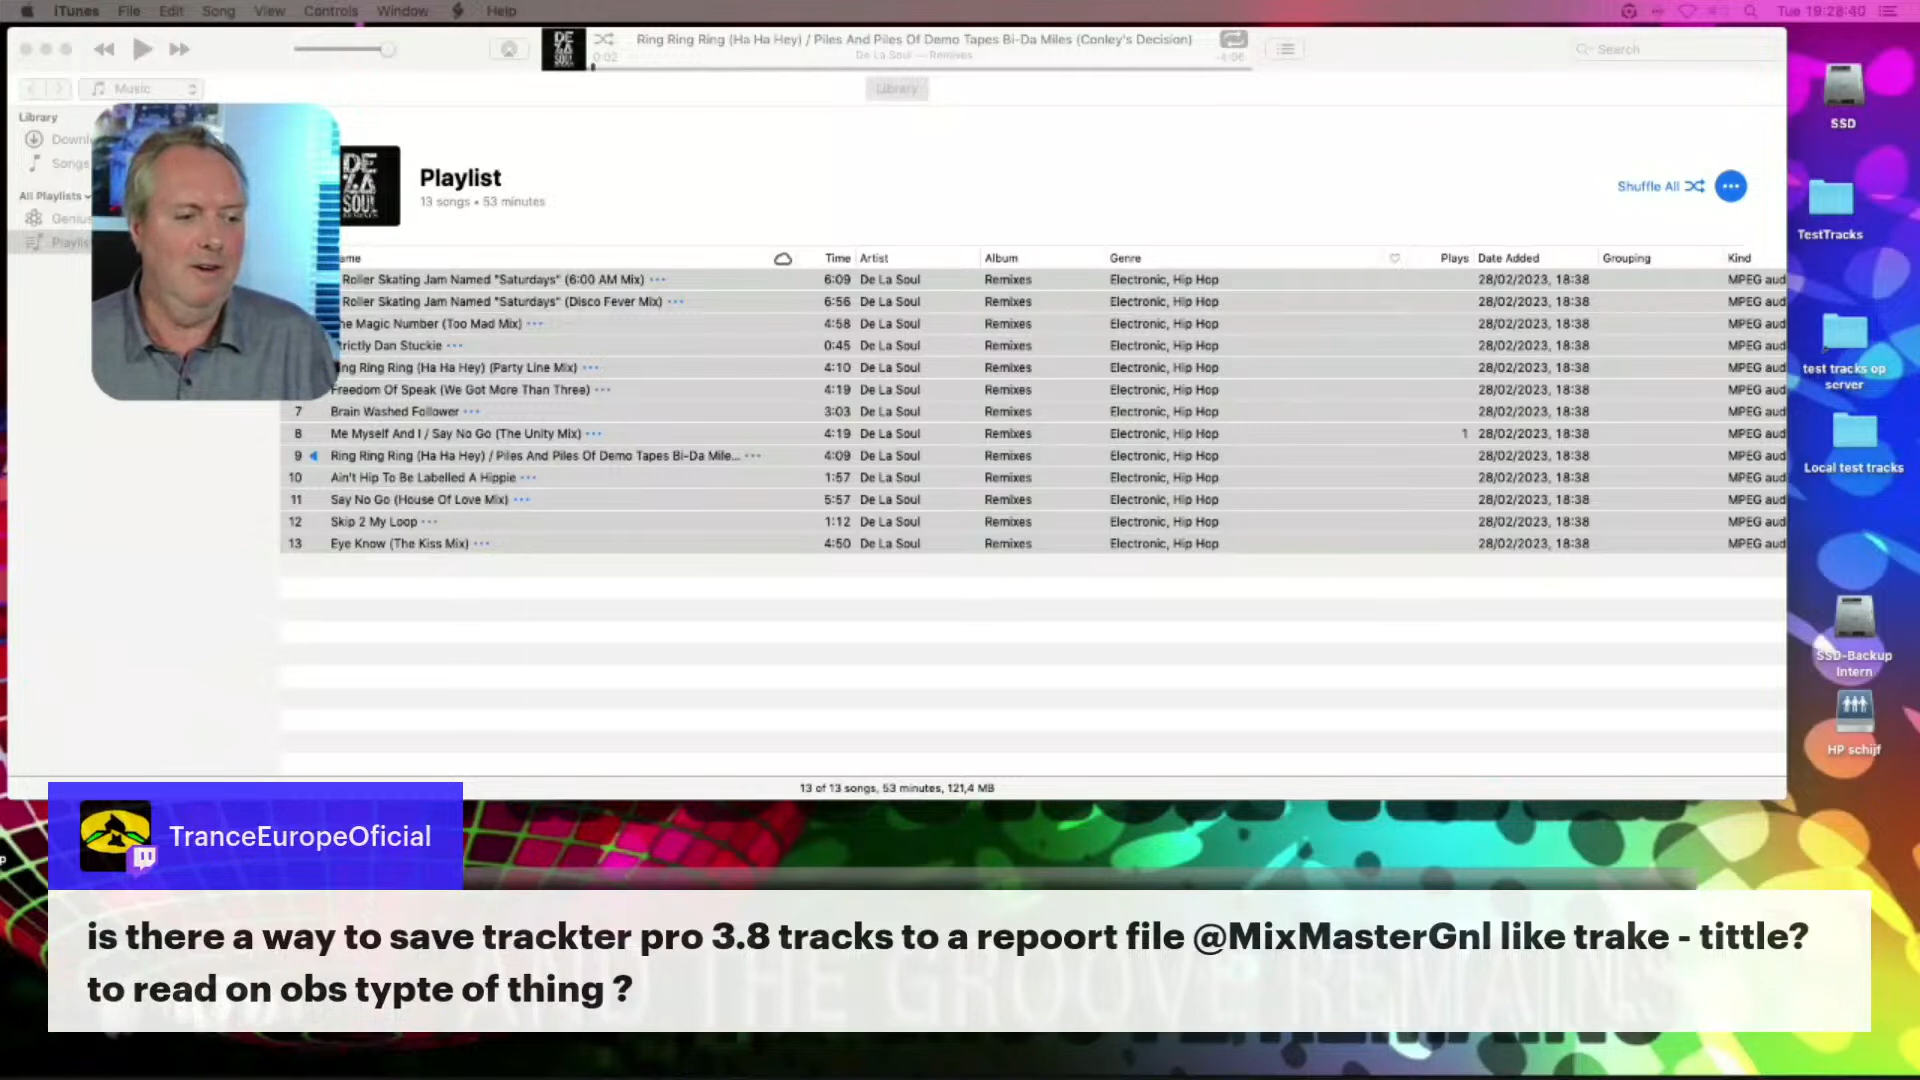 iTunes File Edit Song View Controls Window Help Tue 19:28:40
Ring Ring Ring (Ha Ha Hey) / Piles And Piles Of Demo Tapes Bi-Da Miles (Conley's Decision)
0:02 De La Soul — Remixes -4:06
Search
Music
Library
Library
Downl
Songs
All Playlists
Genius
Playlis
DE LA SOUL
Playlist
13 songs • 53 minutes
Shuffle All
ame Time Artist Album Genre Plays Date Added Grouping Kind
Roller Skating Jam Named "Saturdays" (6:00 AM Mix) ··· 6:09 De La Soul Remixes Electronic, Hip Hop 28/02/2023, 18:38 MPEG aud
Roller Skating Jam Named "Saturdays" (Disco Fever Mix) ··· 6:56 De La Soul Remixes Electronic, Hip Hop 28/02/2023, 18:38 MPEG aud
he Magic Number (Too Mad Mix) ··· 4:58 De La Soul Remixes Electronic, Hip Hop 28/02/2023, 18:38 MPEG aud
trictly Dan Stuckie ··· 0:45 De La Soul Remixes Electronic, Hip Hop 28/02/2023, 18:38 MPEG aud
ing Ring Ring (Ha Ha Hey) (Party Line Mix) ··· 4:10 De La Soul Remixes Electronic, Hip Hop 28/02/2023, 18:38 MPEG aud
Freedom Of Speak (We Got More Than Three) ··· 4:19 De La Soul Remixes Electronic, Hip Hop 28/02/2023, 18:38 MPEG aud
7 Brain Washed Follower ··· 3:03 De La Soul Remixes Electronic, Hip Hop 28/02/2023, 18:38 MPEG aud
8 Me Myself And I / Say No Go (The Unity Mix) ··· 4:19 De La Soul Remixes Electronic, Hip Hop 1 28/02/2023, 18:38 MPEG aud
9 Ring Ring Ring (Ha Ha Hey) / Piles And Piles Of Demo Tapes Bi-Da Mile... ··· 4:09 De La Soul Remixes Electronic, Hip Hop 28/02/2023, 18:38 MPEG aud
10 Ain't Hip To Be Labelled A Hippie ··· 1:57 De La Soul Remixes Electronic, Hip Hop 28/02/2023, 18:38 MPEG aud
11 Say No Go (House Of Love Mix) ··· 5:57 De La Soul Remixes Electronic, Hip Hop 28/02/2023, 18:38 MPEG aud
12 Skip 2 My Loop ··· 1:12 De La Soul Remixes Electronic, Hip Hop 28/02/2023, 18:38 MPEG aud
13 Eye Know (The Kiss Mix) ··· 4:50 De La Soul Remixes Electronic, Hip Hop 28/02/2023, 18:38 MPEG aud
13 of 13 songs, 53 minutes, 121,4 MB
SSD
TestTracks
test tracks op
server
Local test tracks
SSD-Backup
Intern
HP schijf
TranceEuropeOficial
is there a way to save trackter pro 3.8 tracks to a repoort file @MixMasterGnl like trake - tittle?
to read on obs typte of thing ?
AND THE GROOVE REMAINS